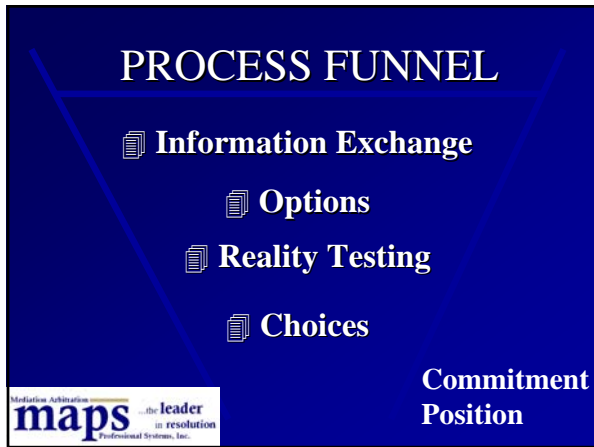 PROCESS FUNNEL
Information Exchange
Options
Reality Testing
Choices
Commitment
Position
Mediation Arbitration
maps ...the leader
in resolution
Professional Systems, Inc.